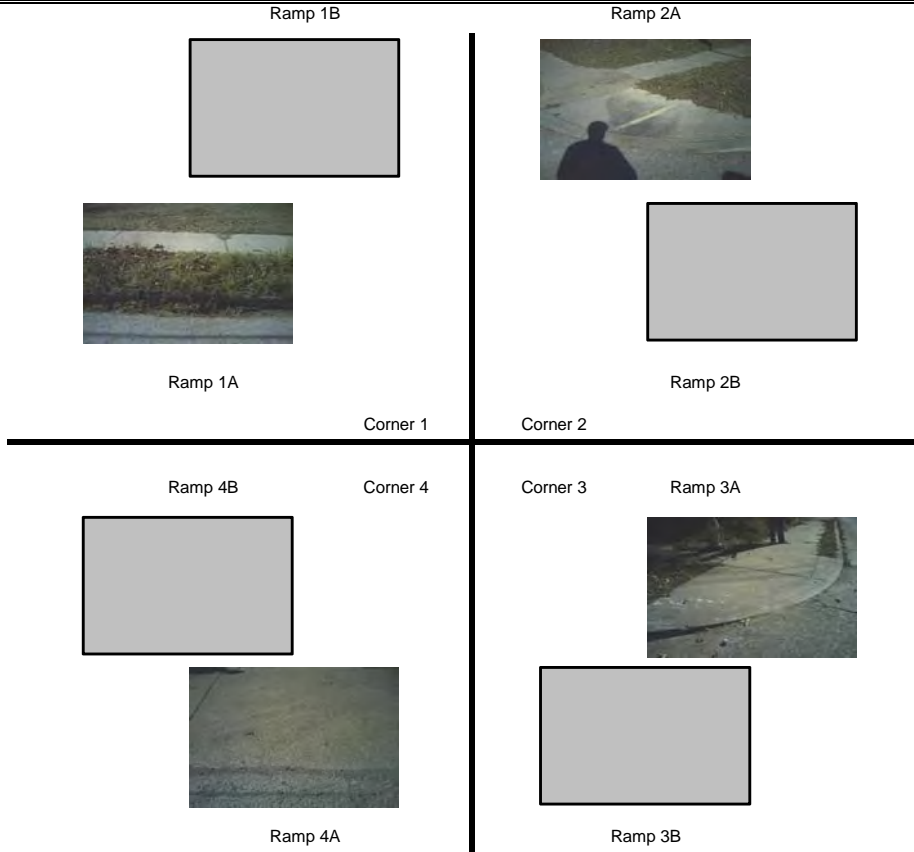 Ramp 1B Ramp 2A
Ramp 1A Ramp 2B
Corner 1 Corner 2
Ramp 4B Corner 4 Corner 3 Ramp 3A
Ramp 4A Ramp 3B